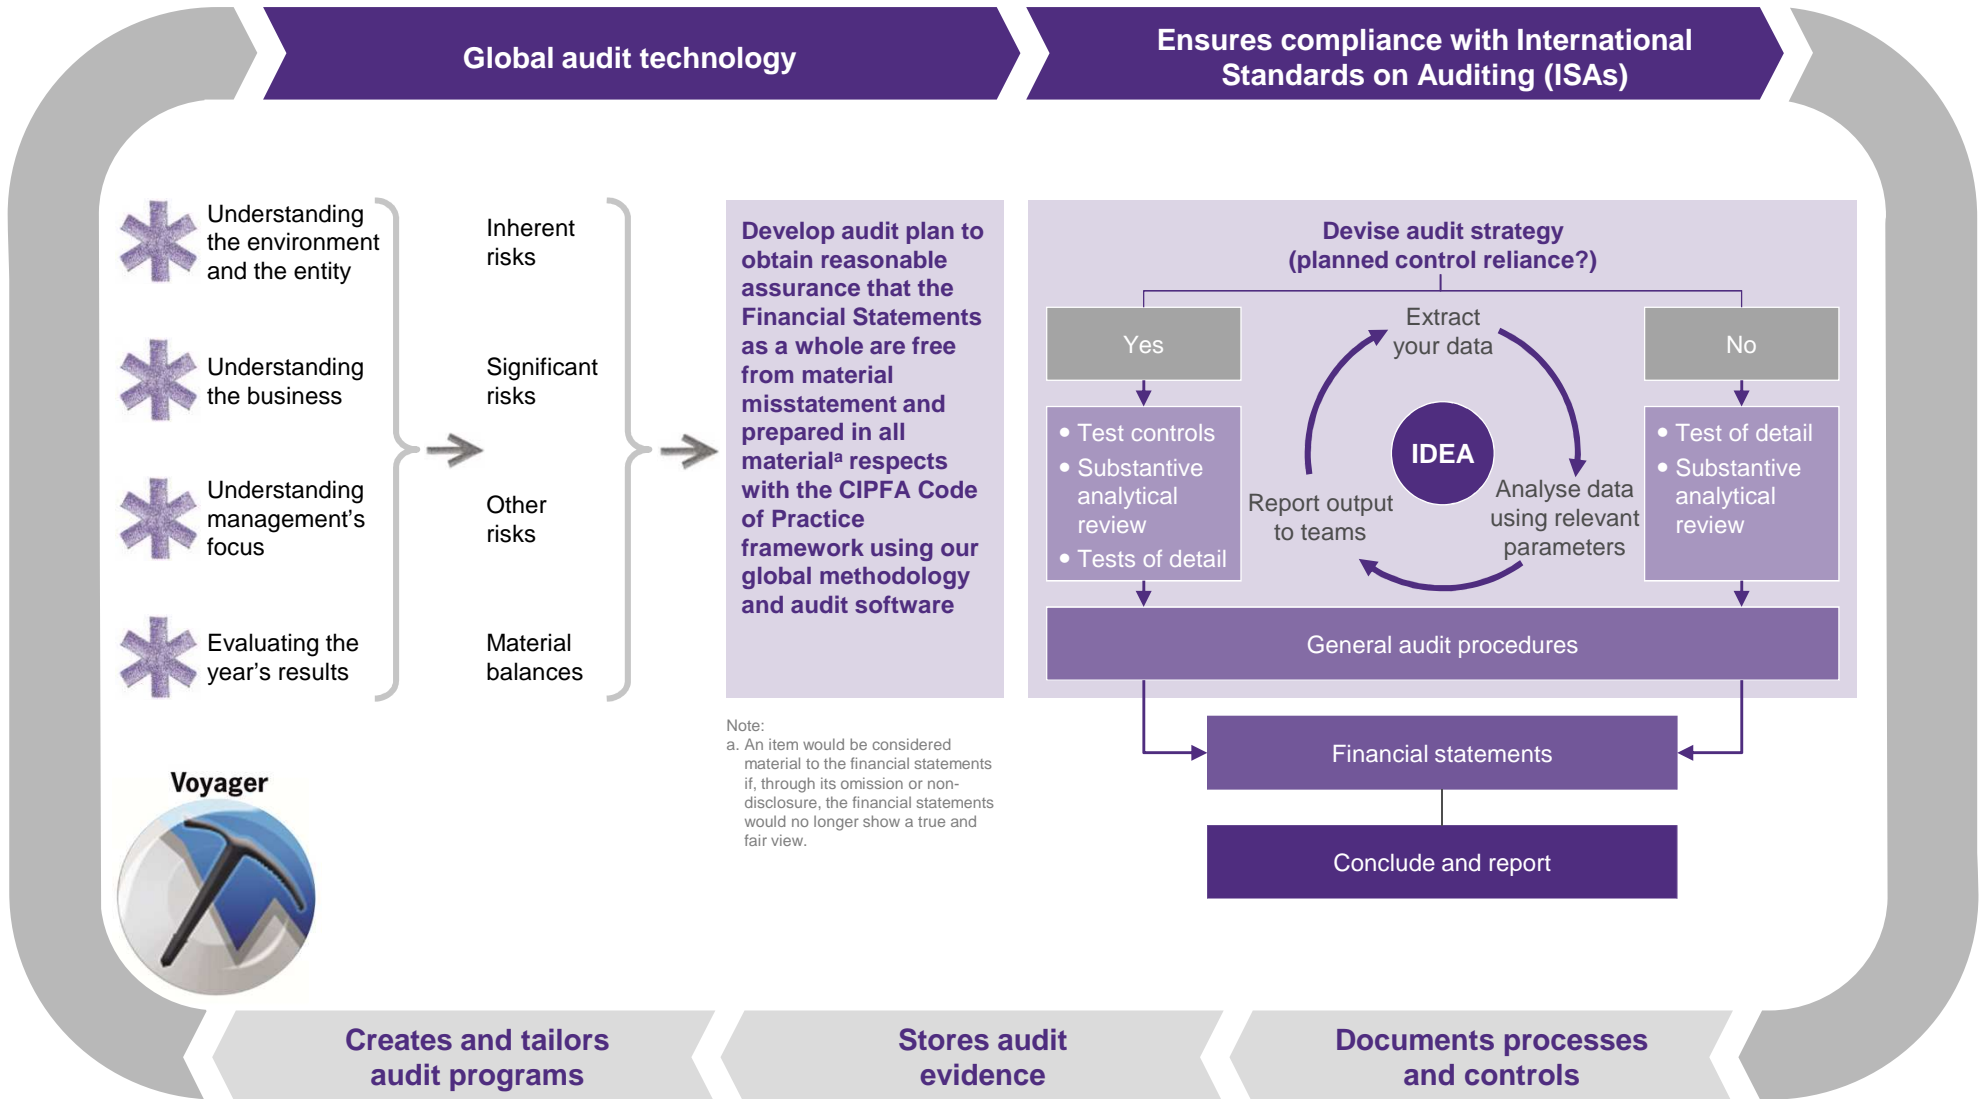 Global audit technology
Ensures compliance with International
Standards on Auditing (ISAs)
Understanding
the environment
and the entity
Understanding
the business
Understanding
management’s
focus
Evaluating the
year’s results
Inherent
risks
Significant
risks
Other
risks
Material
balances
Develop audit plan to
obtain reasonable
assurance that the
Financial Statements
as a whole are free
from material
misstatement and
prepared in all
materialᵃ respects
with the CIPFA Code
of Practice
framework using our
global methodology
and audit software
Note:
a. An item would be considered
material to the financial statements
if, through its omission or non-
disclosure, the financial statements
would no longer show a true and
fair view.
Devise audit strategy
(planned control reliance?)
Yes
• Test controls
• Substantive
analytical
review
• Tests of detail
Extract
your data
IDEA
Analyse data
using relevant
parameters
Report output
to teams
No
• Test of detail
• Substantive
analytical
review
General audit procedures
Financial statements
Conclude and report
Voyager
Creates and tailors
audit programs
Stores audit
evidence
Documents processes
and controls